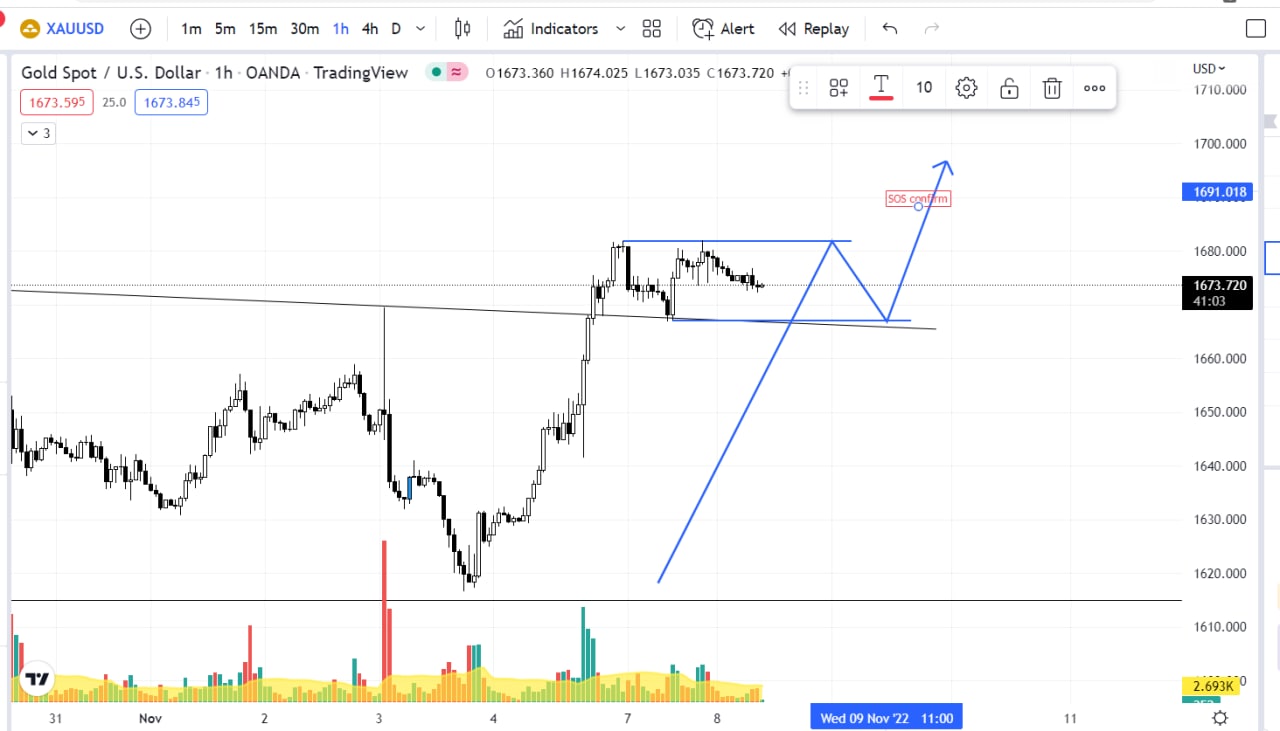 XAUUSD 1m 5m 15m 30m 1h 4h D Indicators Alert Replay
Gold Spot / U.S. Dollar · 1h · OANDA · TradingView O1673.360 H1674.025 L1673.035 C1673.720
10
USD
1673.595 25.0 1673.845
3
1710.000
1700.000
1691.018
SOS confirm
1680.000
1673.720
41:03
1660.000
1650.000
1640.000
1630.000
1620.000
1610.000
2.693K
31 Nov 2 3 4 7 8 Wed 09 Nov '22 11:00 11